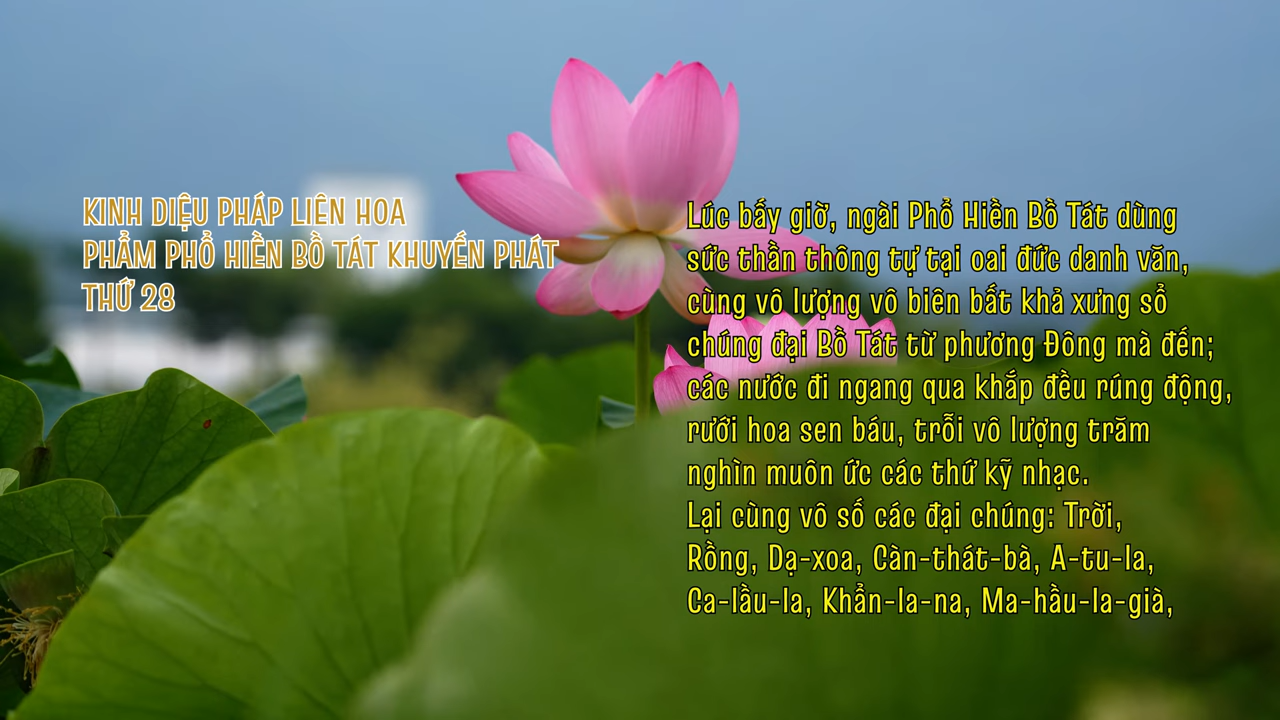 KINH DIỆU PHÁP LIÊN HOA
PHẨM PHỔ HIỀN BỒ TÁT KHUYẾN PHÁT
THỨ 28
Lúc bấy giờ, ngài Phổ Hiền Bồ Tát dùng
sức thần thông tự tại oai đức danh văn,
cùng vô lượng vô biên bất khả xưng sổ
chúng đại Bồ Tát từ phương Đông mà đến;
các nước đi ngang qua khắp đều rúng động,
rưới hoa sen báu, trỗi vô lượng trăm
nghìn muôn ức các thứ kỹ nhạc.
Lại cùng vô số các đại chúng: Trời,
Rồng, Dạ-xoa, Càn-thát-bà, A-tu-la,
Ca-lầu-la, Khẩn-la-na, Ma-hầu-la-già,